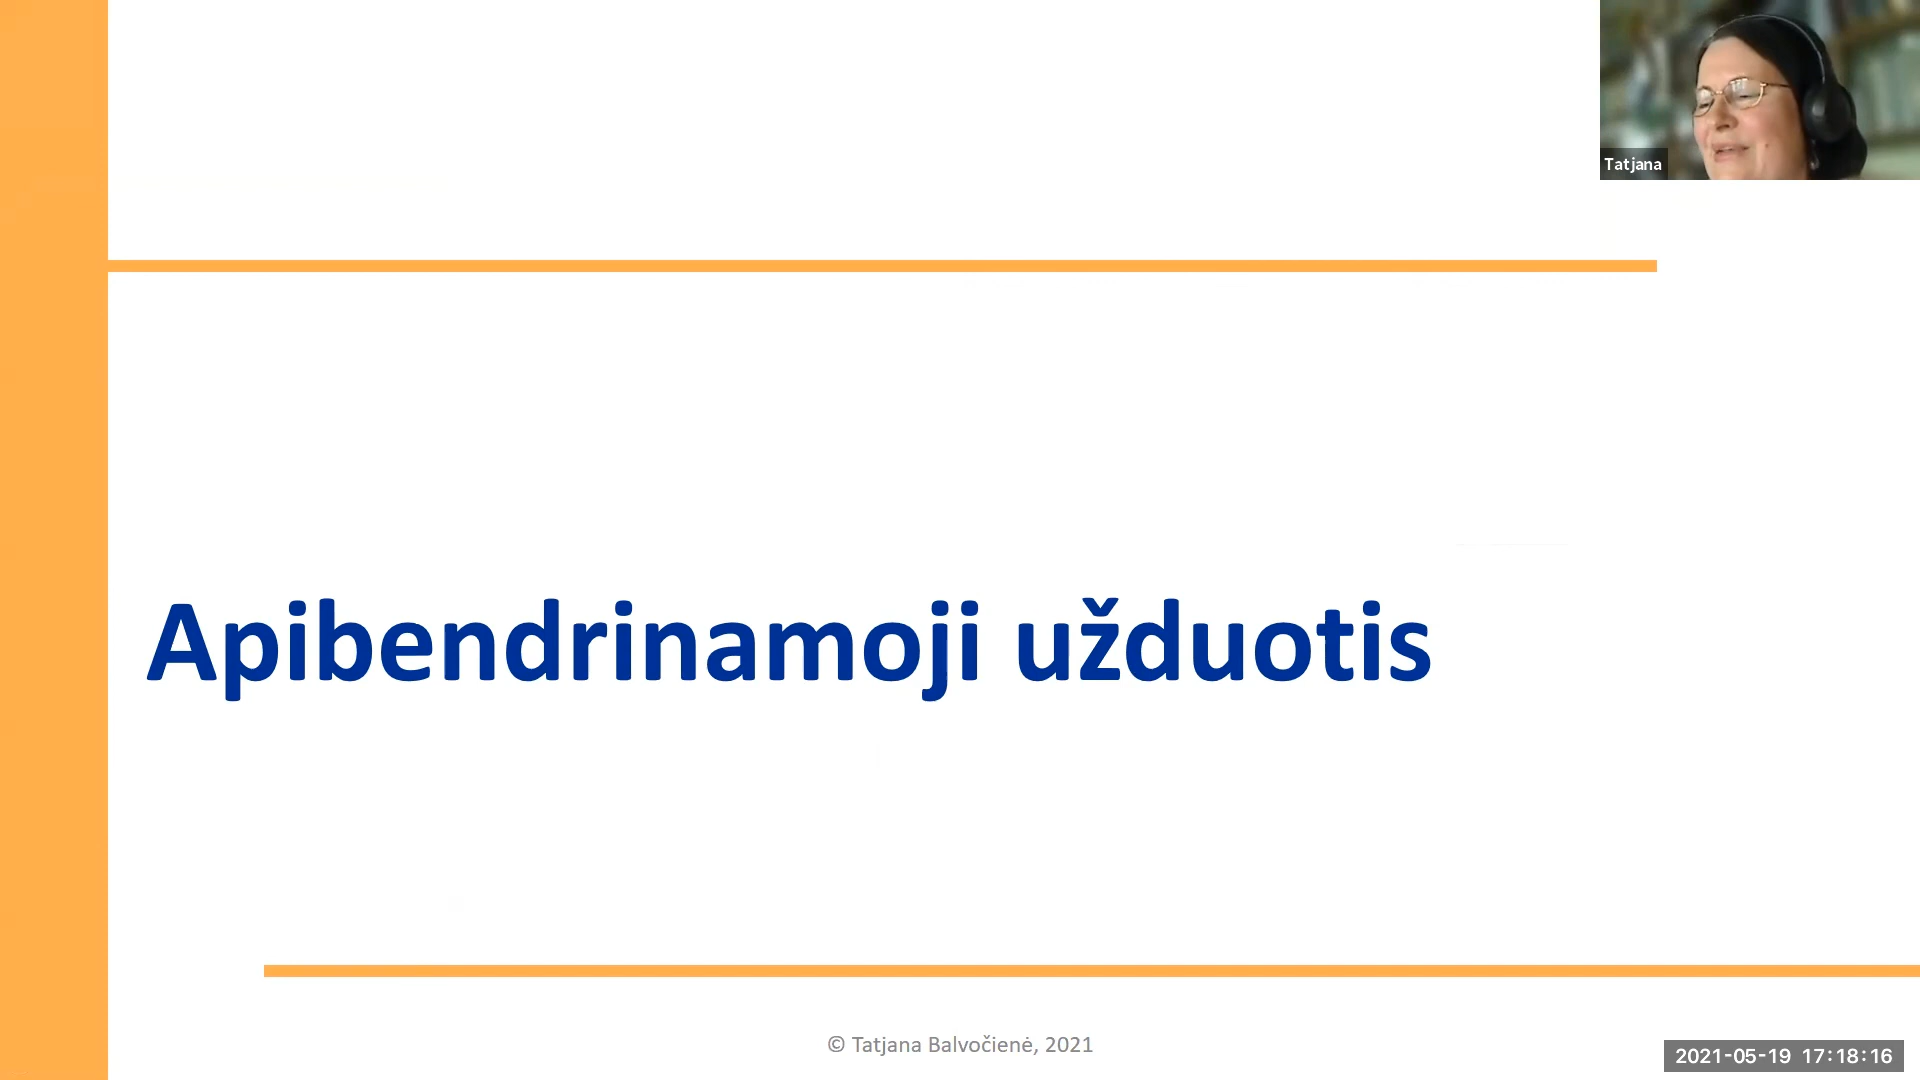 Tatjana
Apibendrinamoji užduotis
© Tatjana Balvočienė, 2021
2021-05-19 17:18:16